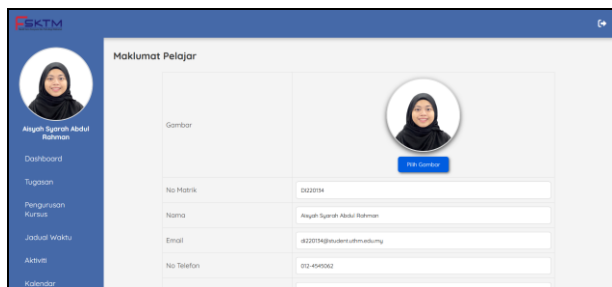 FSKTM
Aisyah Syarah Abdul
Rahman
Dashboard
Tugasan
Pengurusan
Kursus
Jadual Waktu
Aktiviti
Kalendar
Maklumat Pelajar
Gambar
Pilih Gambar
No Matrik
DI220134
Nama
Aisyah Syarah Abdul Rahman
Email
di220134@student.uthm.edu.my
No Telefon
012-4545062